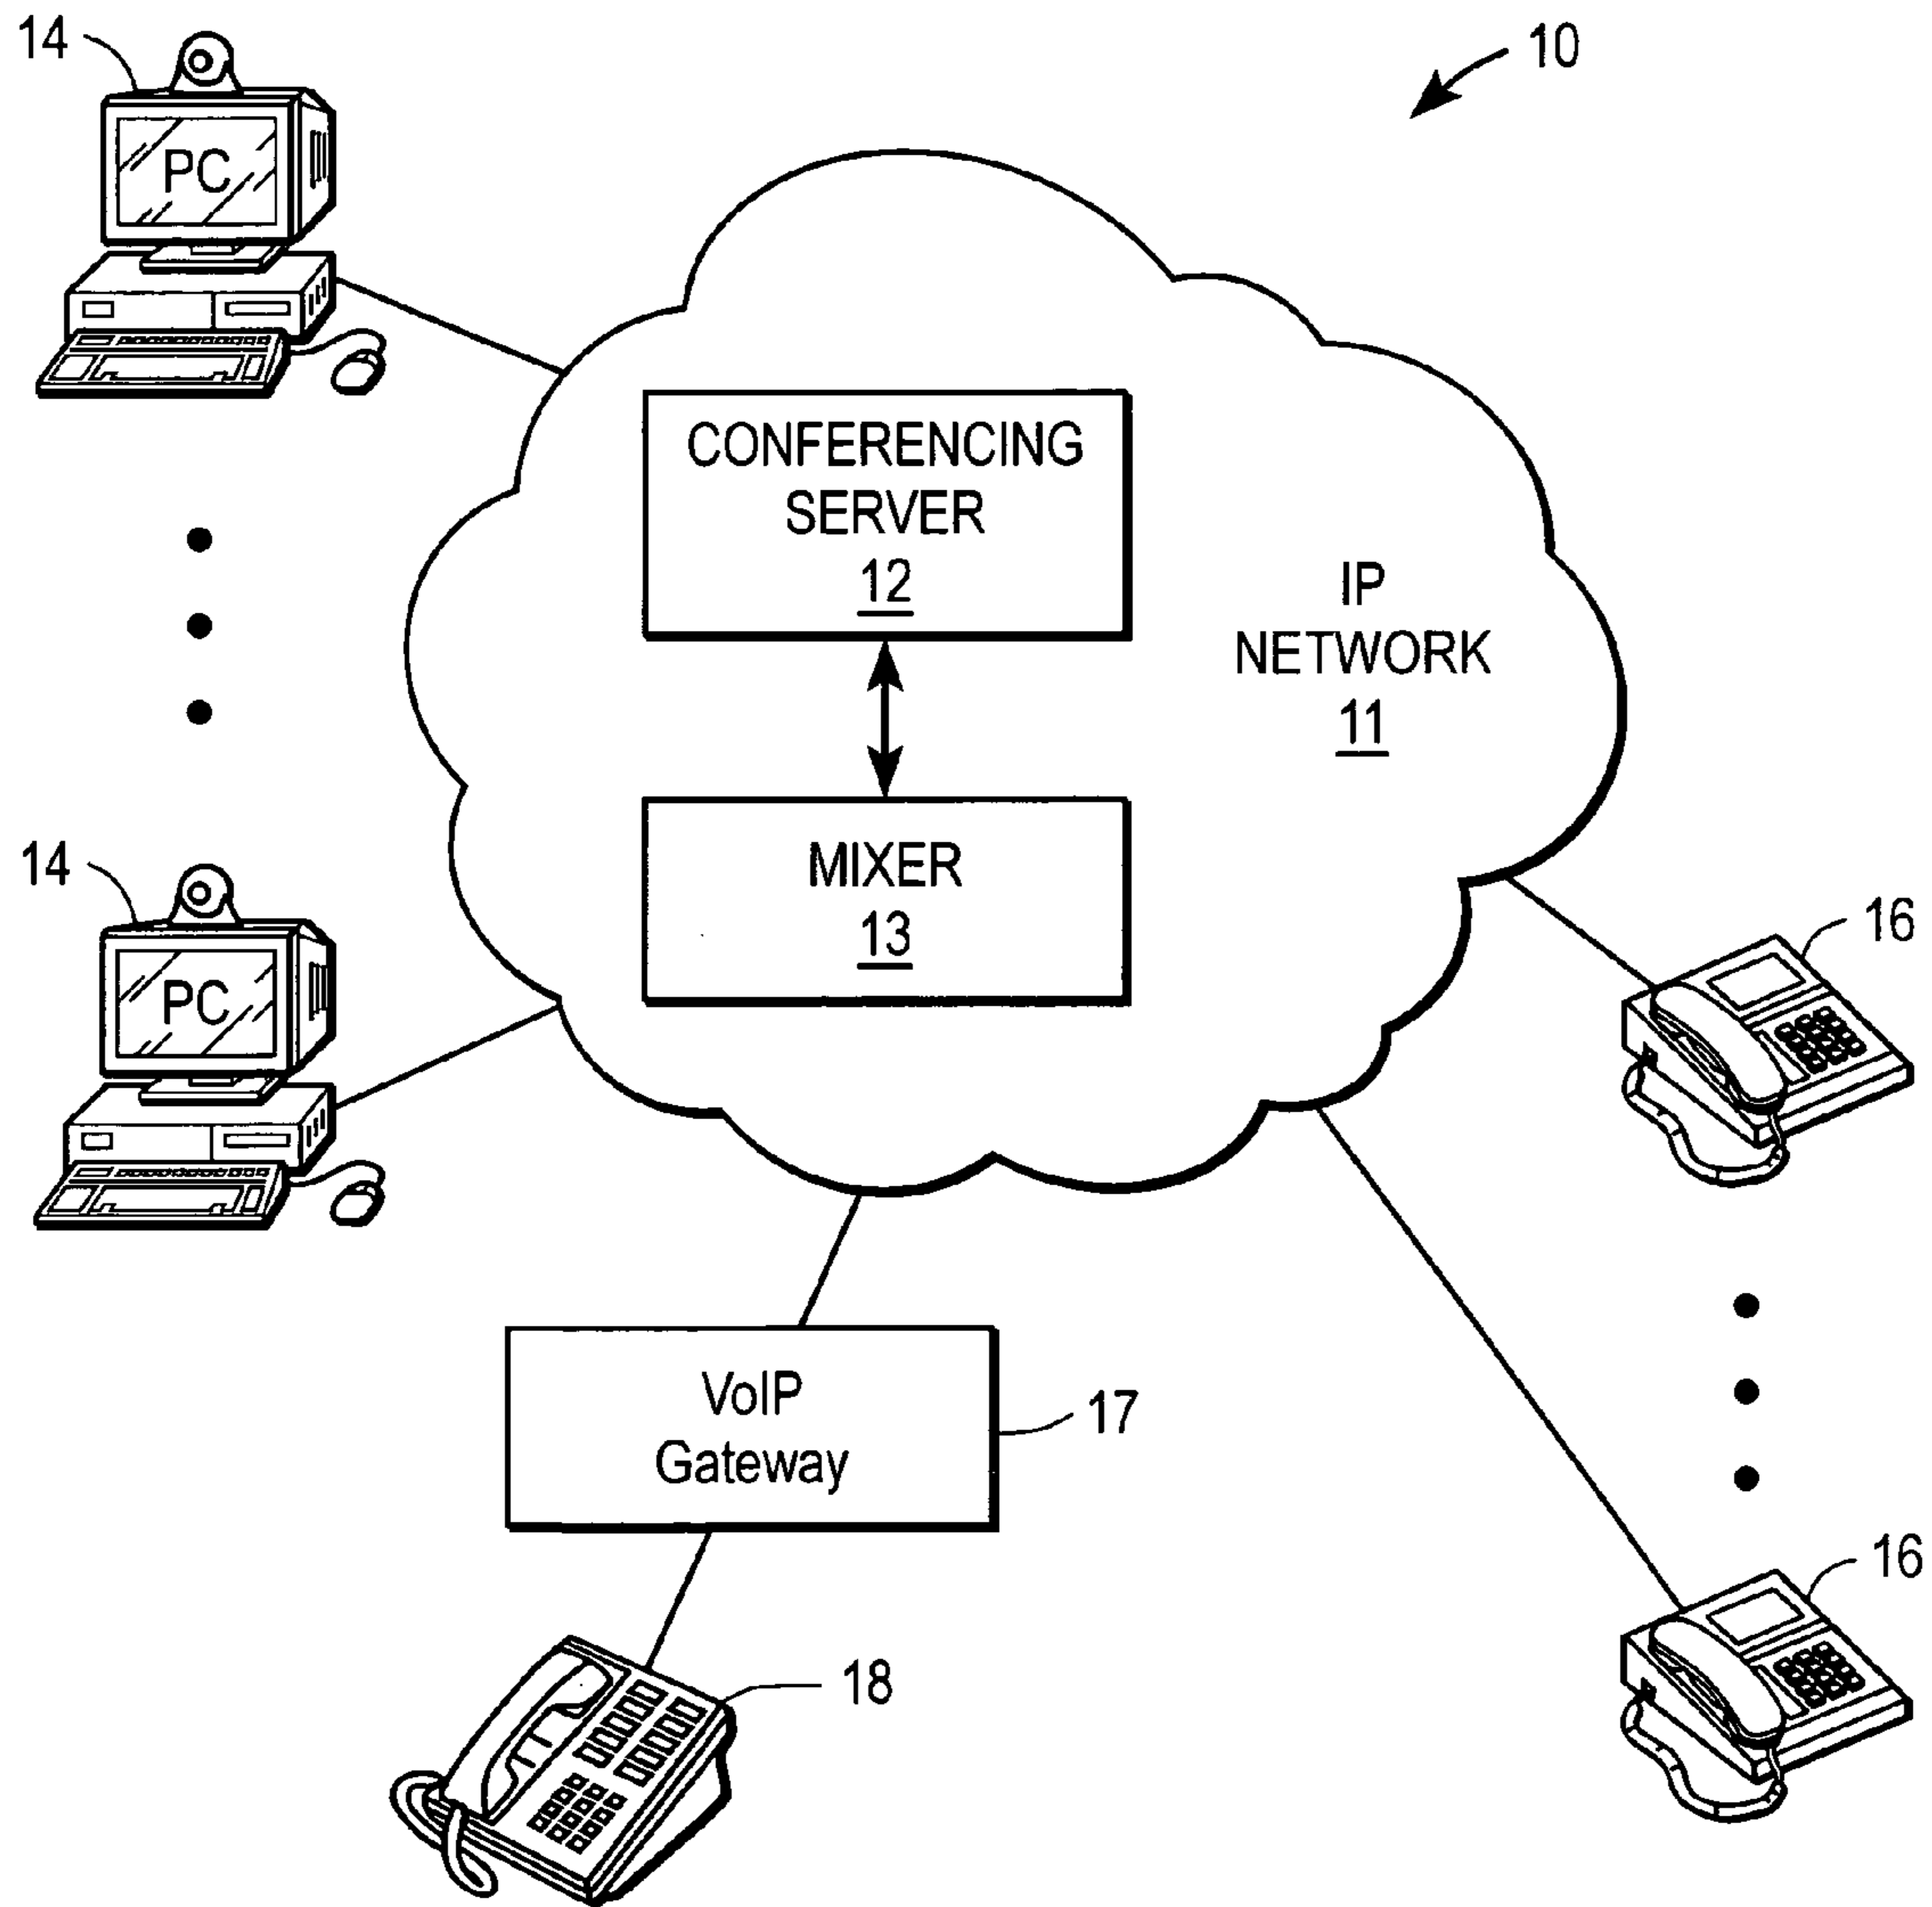 14
10
PC
CONFERENCING
SERVER
12
IP
NETWORK
11
MIXER
13
14
PC
16
VoIP
Gateway
17
16
18